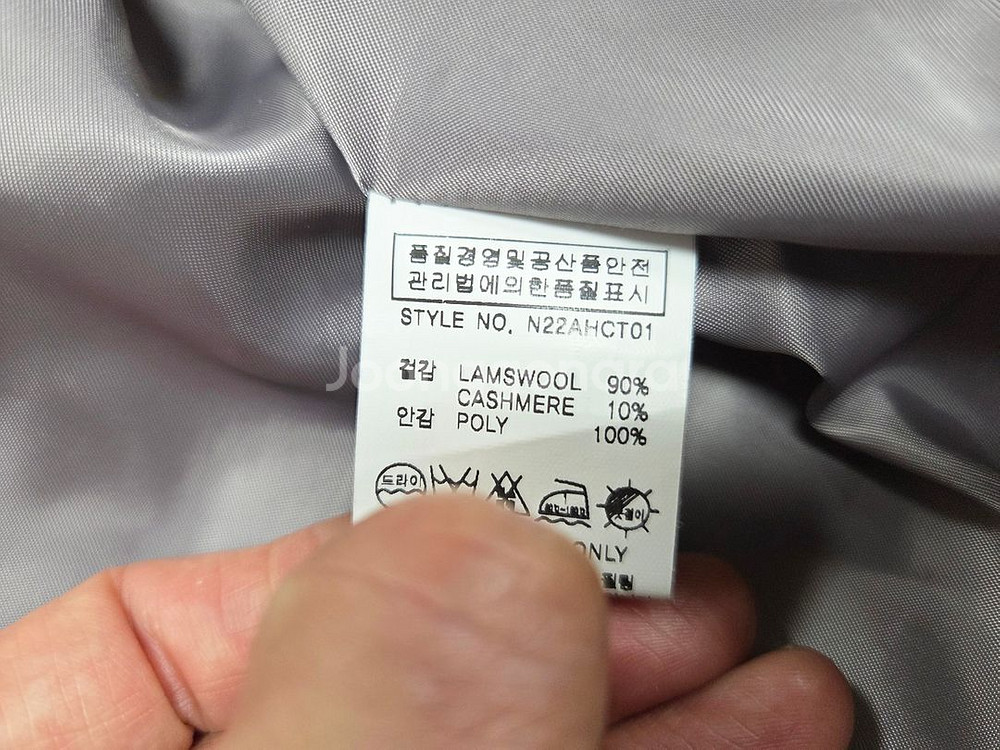 품질경영및공산품안전
관리법에의한품질표시
STYLE NO. N22AHCT01
겉감 LAMSWOOL 90%
CASHMERE 10%
안감 POLY 100%
드라이
ONLY